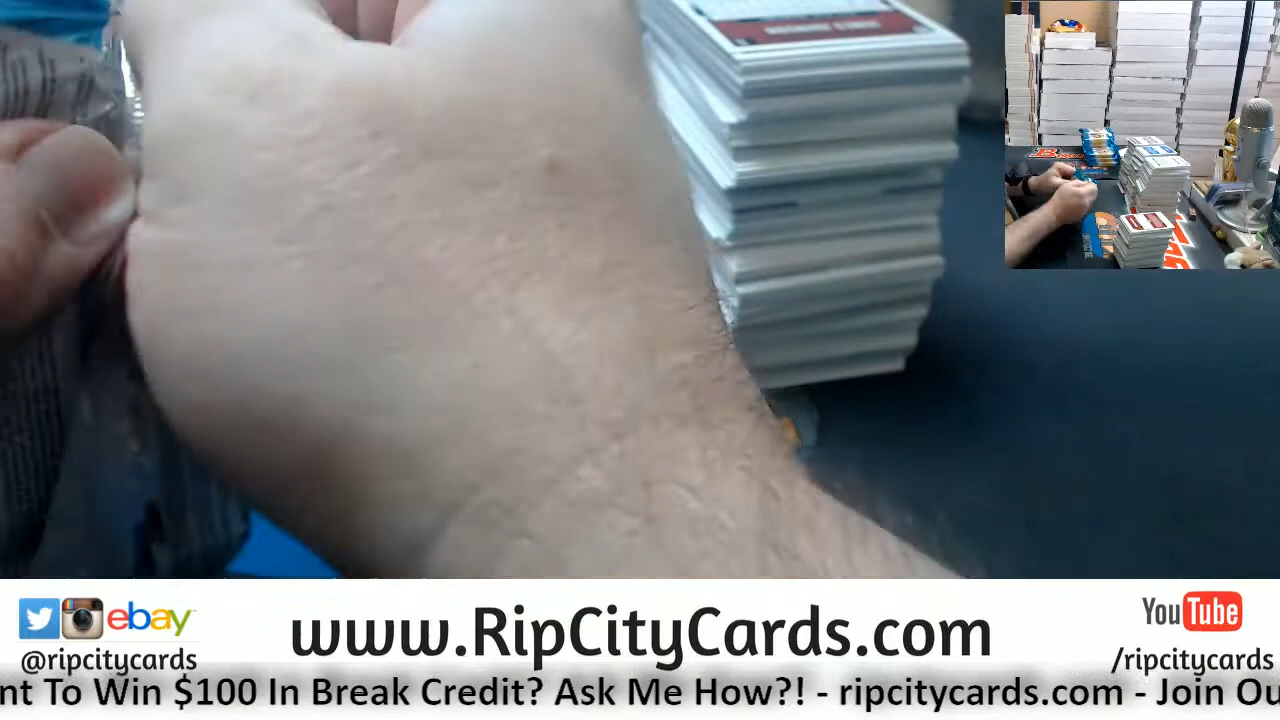 ebay
www.RipCityCards.com
YouTube
@ripcitycards
/ripcitycards
nt To Win $100 In Break Credit? Ask Me How?! - ripcitycards.com - Join Ou